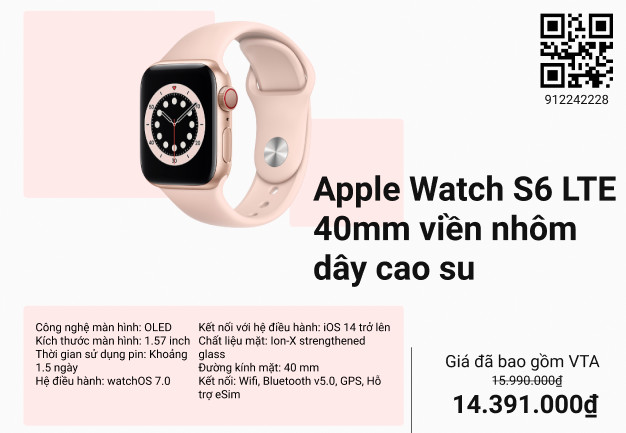 912242228
Apple Watch S6 LTE
40mm viền nhôm
dây cao su
Công nghệ màn hình: OLED
Kích thước màn hình: 1.57 inch
Thời gian sử dụng pin: Khoảng
1.5 ngày
Hệ điều hành: watchOS 7.0
Kết nối với hệ điều hành: iOS 14 trở lên
Chất liệu mặt: Ion-X strengthened
glass
Đường kính mặt: 40 mm
Kết nối: Wifi, Bluetooth v5.0, GPS, Hỗ
trợ eSim
Giá đã bao gồm VTA
15.990.000₫
14.391.000₫